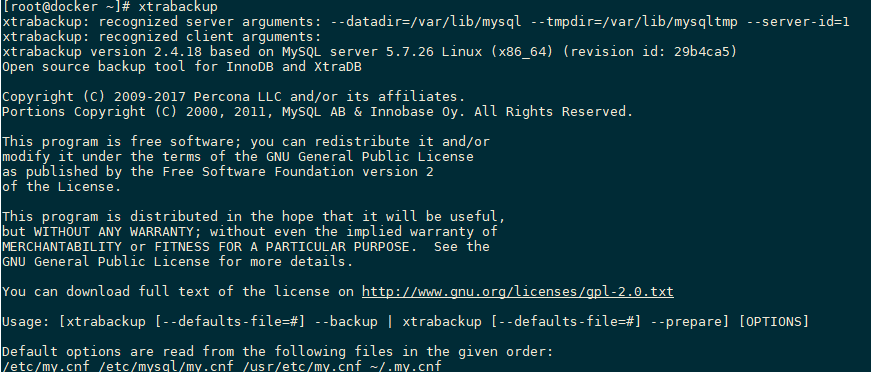 [root@docker ~]# xtrabackup
xtrabackup: recognized server arguments: --datadir=/var/lib/mysql --tmpdir=/var/lib/mysqltmp --server-id=1
xtrabackup: recognized client arguments:
xtrabackup version 2.4.18 based on MySQL server 5.7.26 Linux (x86_64) (revision id: 29b4ca5)
Open source backup tool for InnoDB and XtraDB
Copyright (C) 2009-2017 Percona LLC and/or its affiliates.
Portions Copyright (C) 2000, 2011, MySQL AB & Innobase Oy. All Rights Reserved.
This program is free software; you can redistribute it and/or
modify it under the terms of the GNU General Public License
as published by the Free Software Foundation version 2
of the License.
This program is distributed in the hope that it will be useful,
but WITHOUT ANY WARRANTY; without even the implied warranty of
MERCHANTABILITY or FITNESS FOR A PARTICULAR PURPOSE.  See the
GNU General Public License for more details.
You can download full text of the license on http://www.gnu.org/licenses/gpl-2.0.txt
Usage: [xtrabackup [--defaults-file=#] --backup | xtrabackup [--defaults-file=#] --prepare] [OPTIONS]
Default options are read from the following files in the given order:
/etc/my.cnf /etc/mysql/my.cnf /usr/etc/my.cnf ~/.my.cnf